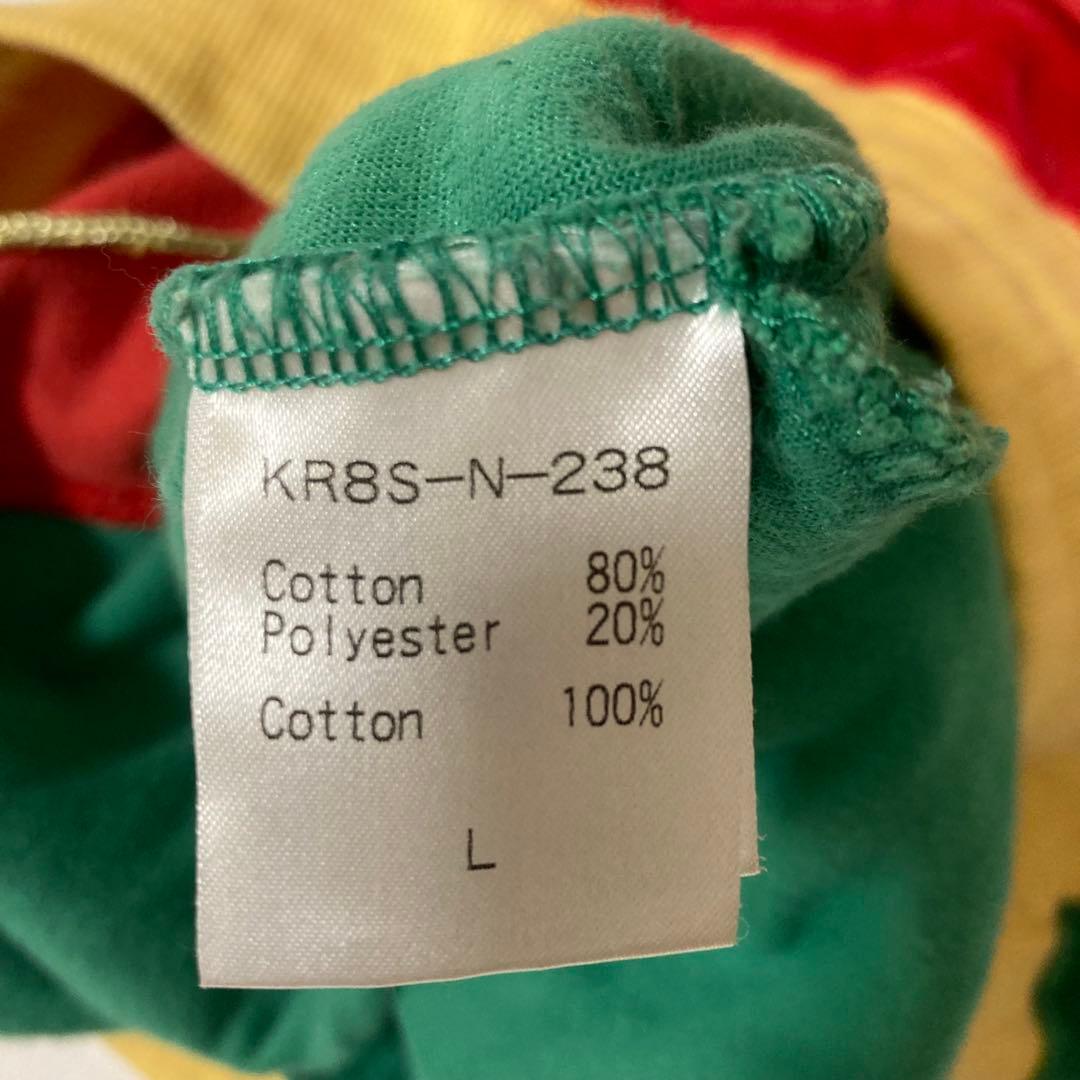 KR8S-N-238
Cotton 80%
Polyester 20%
Cotton 100%
L